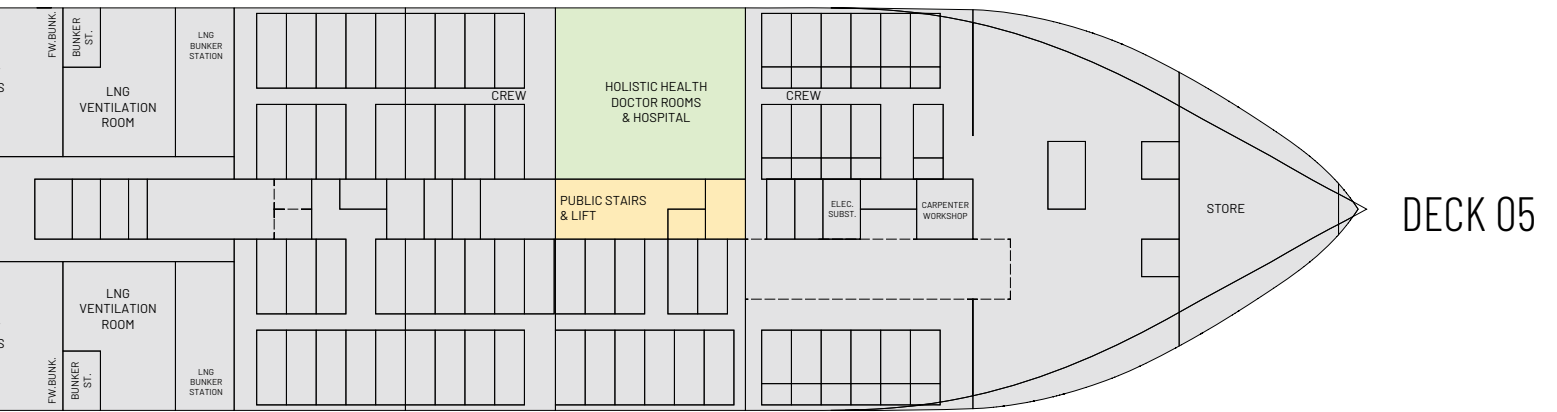 FW.BUNK.
BUNKER
ST.
LNG
BUNKER
STATION
LNG
VENTILATION
ROOM
S
CREW
HOLISTIC HEALTH
DOCTOR ROOMS
& HOSPITAL
CREW
PUBLIC STAIRS
& LIFT
ELEC.
SUBST.
CARPENTER
WORKSHOP
STORE
DECK 05
LNG
VENTILATION
ROOM
S
FW.BUNK.
BUNKER
ST.
LNG
BUNKER
STATION